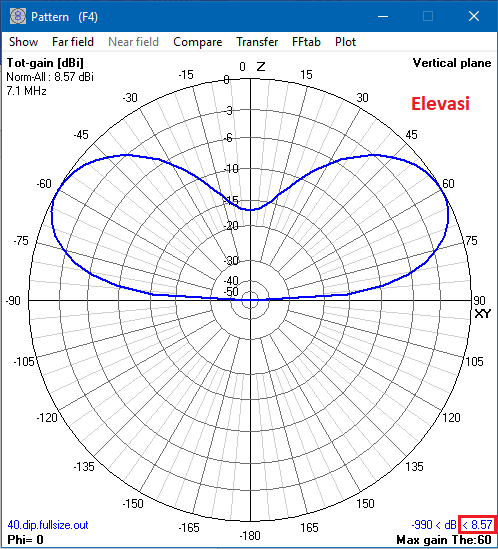 Pattern (F4)
Show Far field Near field Compare Transfer FFtab Plot
Tot-gain [dBi]
Norm-All : 8.57 dBi
7.1 MHz
Vertical plane
Elevasi
0 Z
-15 15
-30 30
-45 45
-60 60
-75 75
-90 90
XY
-105 105
-120 120
-135 135
-150 150
-165 165
-180
0
-3
-6
-10
-15
-20
-30
-40
-50
40.dip.fullsize.out
-990 < dB < 8.57
Phi= 0
Max gain The:60